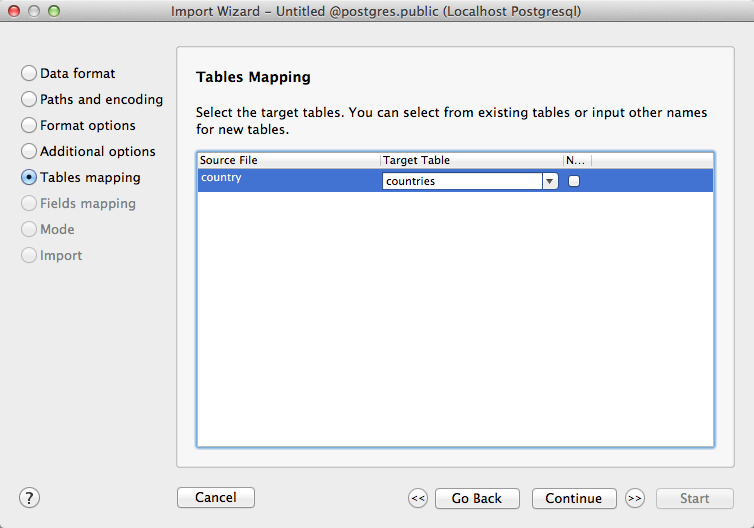 Import Wizard – Untitled @postgres.public (Localhost Postgresql)
Data format
Paths and encoding
Format options
Additional options
Tables mapping
Fields mapping
Mode
Import
Tables Mapping
Select the target tables. You can select from existing tables or input other names
for new tables.
Source File Target Table N...
country countries
? Cancel << Go Back Continue >> Start